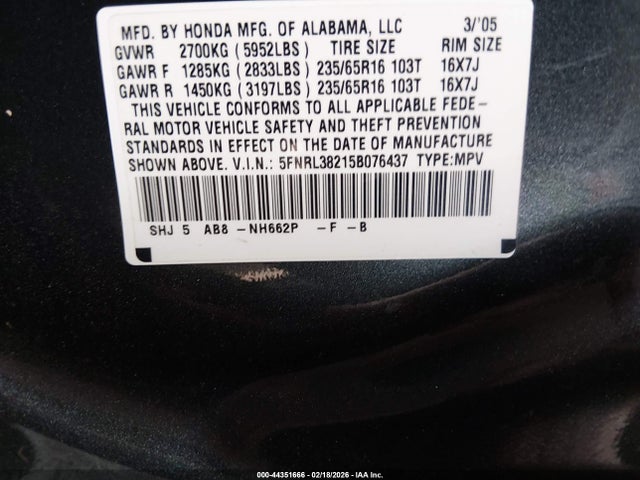 MFD. BY HONDA MFG. OF ALABAMA, LLC 3/'05
GVWR 2700KG (5952LBS) TIRE SIZE RIM SIZE
GAWR F 1285KG (2833LBS) 235/65R16 103T 16X7J
GAWR R 1450KG (3197LBS) 235/65R16 103T 16X7J
THIS VEHICLE CONFORMS TO ALL APPLICABLE FEDE-
RAL MOTOR VEHICLE SAFETY AND THEFT PREVENTION
STANDARDS IN EFFECT ON THE DATE OF MANUFACTURE
SHOWN ABOVE. V.I.N.: 5FNRL38215B076437 TYPE:MPV
SHJ 5 AB8 -NH662P -F -B
000-44351666 - 02/18/2026 - IAA Inc.